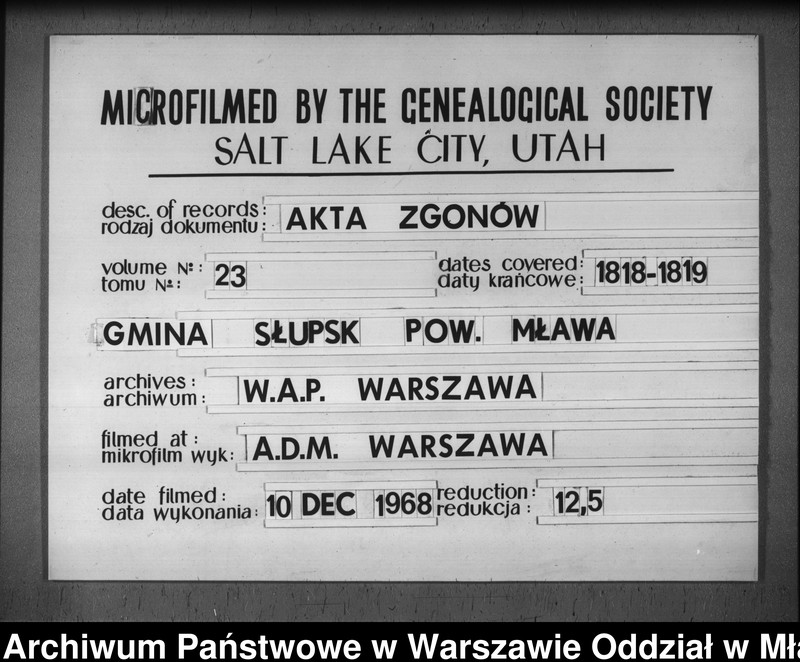 MICROFILMED BY THE GENEALOGICAL SOCIETY
SALT LAKE CITY, UTAH
desc. of records:
rodzaj dokumentu: AKTA ZGONÓW
volume №:
tomu №: 23
dates covered:
daty krańcowe: 1818-1819
GMINA SŁUPSK POW. MŁAWA
archives:
archiwum: W.A.P. WARSZAWA
filmed at:
mikrofilm wyk: A.D.M. WARSZAWA
date filmed:
data wykonania: 10 DEC 1968
reduction:
redukcja: 12,5
Archiwum Państwowe w Warszawie Oddział w Mła